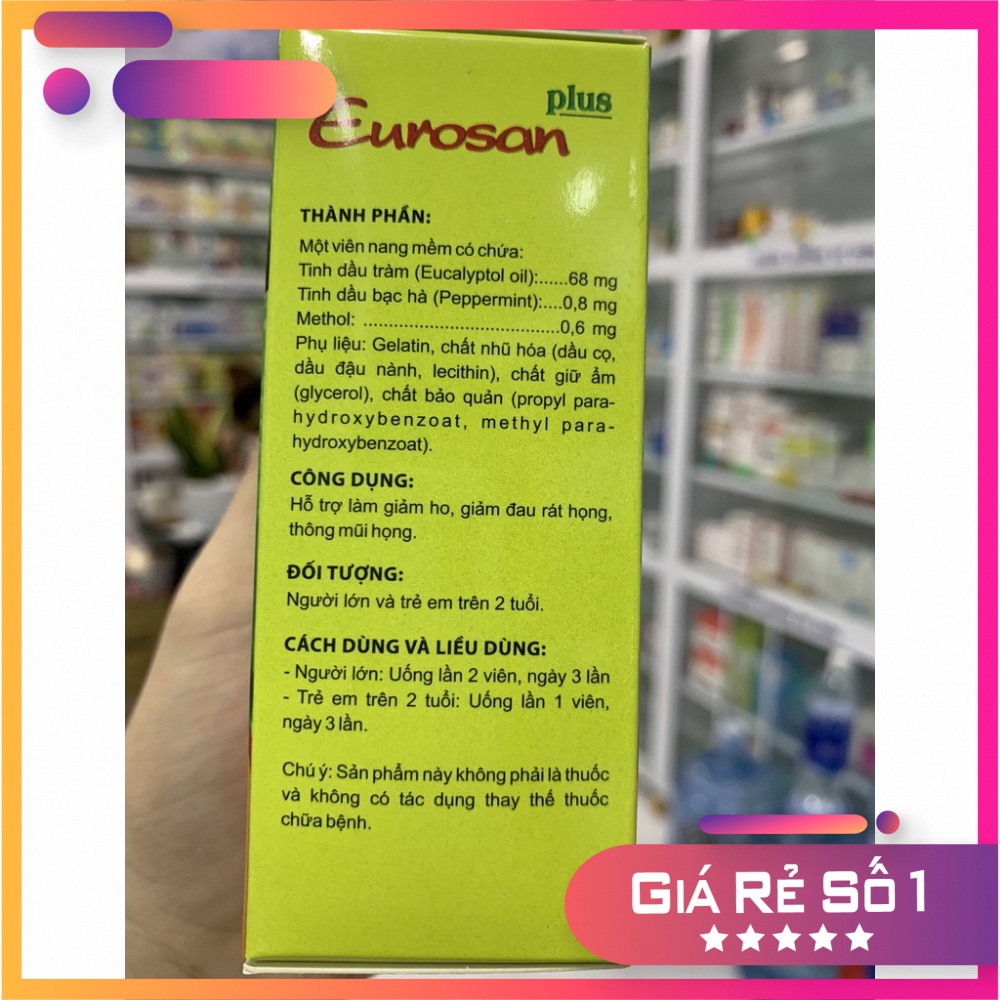 plus
Eurosan
THÀNH PHẦN:
Một viên nang mềm có chứa:
Tinh dầu tràm (Eucalyptol oil):......68 mg
Tinh dầu bạc hà (Peppermint):....0,8 mg
Methol: .......................................0,6 mg
Phụ liệu: Gelatin, chất nhũ hóa (dầu cọ,
dầu đậu nành, lecithin), chất giữ ẩm
(glycerol), chất bảo quản (propyl para-
hydroxybenzoat, methyl para-
hydroxybenzoat).
CÔNG DỤNG:
Hỗ trợ làm giảm ho, giảm đau rát họng,
thông mũi họng.
ĐỐI TƯỢNG:
Người lớn và trẻ em trên 2 tuổi.
CÁCH DÙNG VÀ LIỀU DÙNG:
- Người lớn: Uống lần 2 viên, ngày 3 lần
- Trẻ em trên 2 tuổi: Uống lần 1 viên,
ngày 3 lần.
Chú ý: Sản phẩm này không phải là thuốc
và không có tác dụng thay thế thuốc
chữa bệnh.
GIÁ RẺ SỐ 1